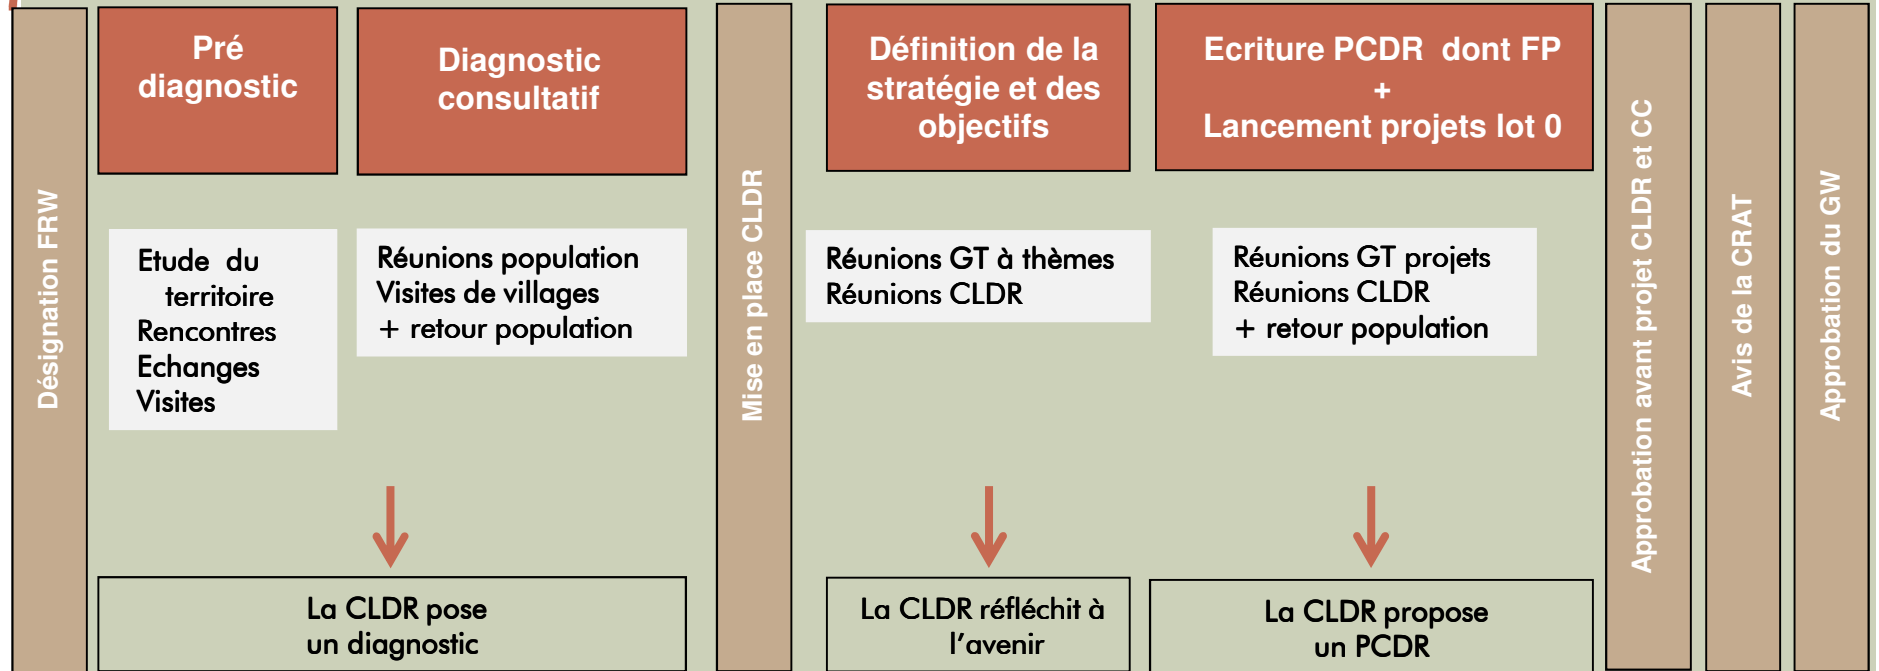 Désignation FRW
Pré
diagnostic
Etude du
territoire
Rencontres
Echanges
Visites
Diagnostic
consultatif
Réunions population
Visites de villages
+ retour population
La CLDR pose
un diagnostic
Mise en place CLDR
Définition de la
stratégie et des
objectifs
Réunions GT à thèmes
Réunions CLDR
La CLDR réfléchit à
l'avenir
Ecriture PCDR dont FP
+
Lancement projets lot 0
Réunions GT projets
Réunions CLDR
+ retour population
La CLDR propose
un PCDR
Approbation avant projet CLDR et CC
Avis de la CRAT
Approbation du GW